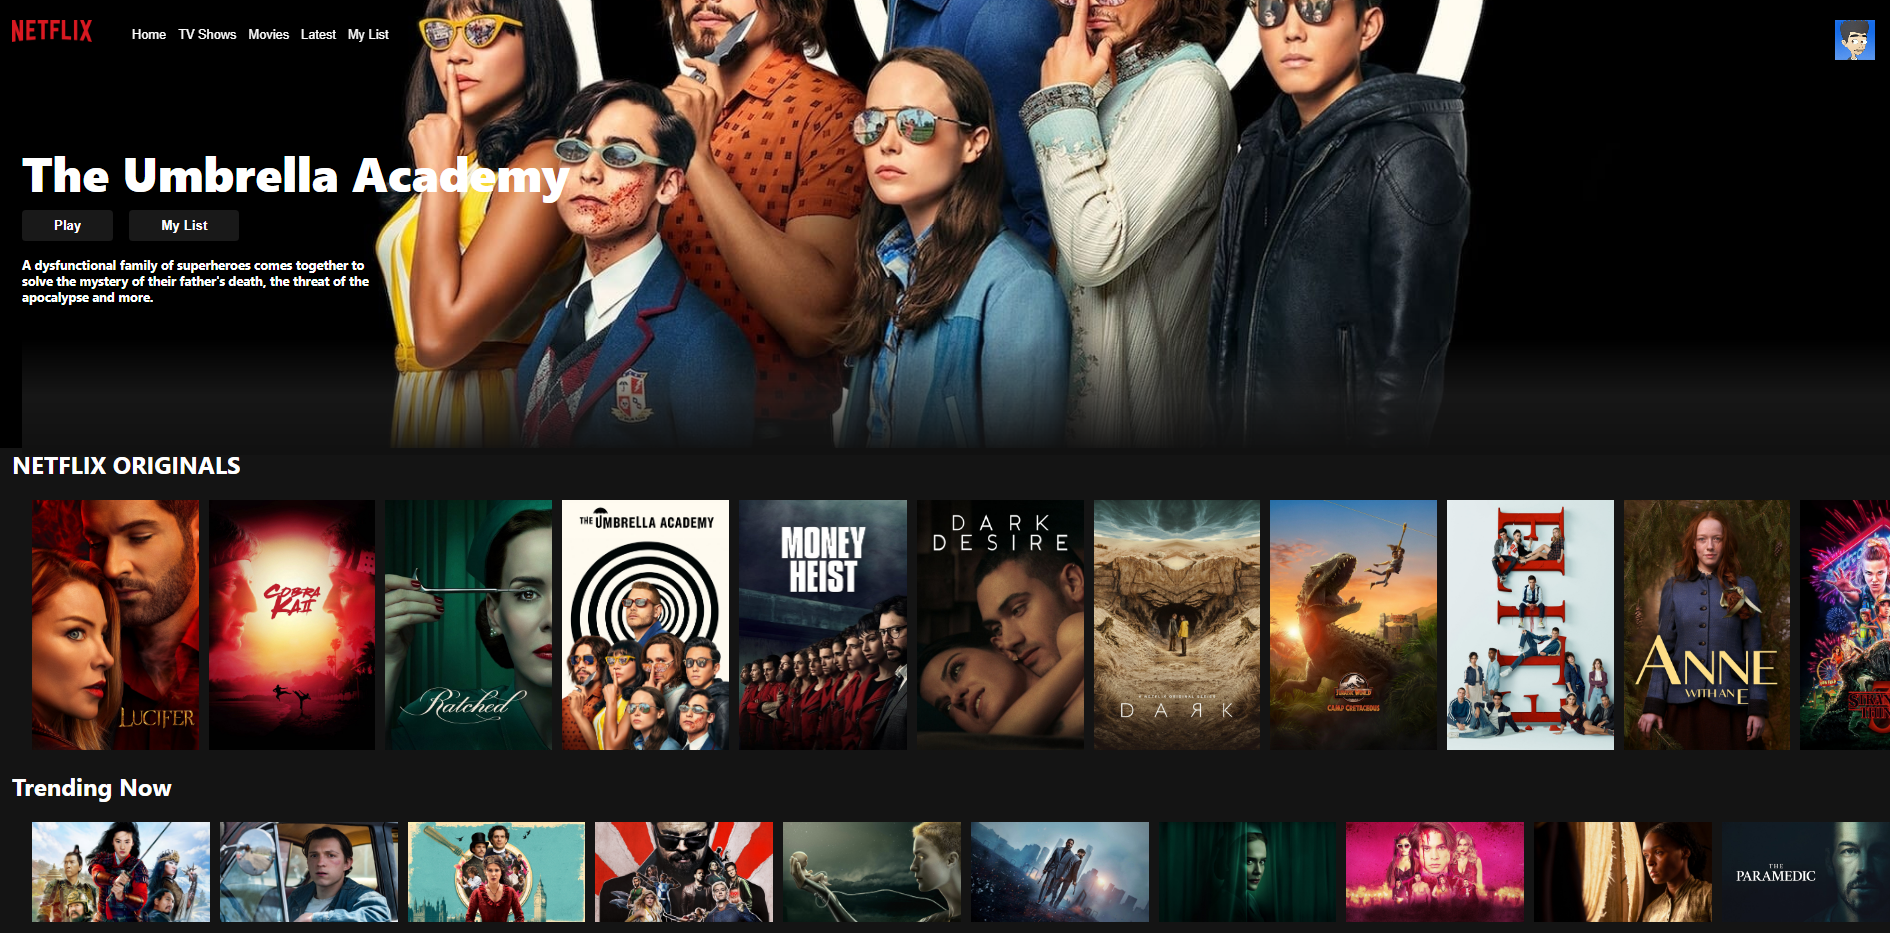 NETFLIX
Home TV Shows Movies Latest My List
The Umbrella Academy
Play
My List
A dysfunctional family of superheroes comes together to
solve the mystery of their father's death, the threat of the
apocalypse and more.
NETFLIX ORIGINALS
LUCIFER
COBRA
KAI
Ratched
THE UMBRELLA ACADEMY
MONEY
HEIST
DARK
DESIRE
A NETFLIX ORIGINAL SERIES
DARK
JURASSIC WORLD
CAMP CRETACEOUS
ELITE
ANNE
WITH AN E
Trending Now
THE
PARAMEDIC